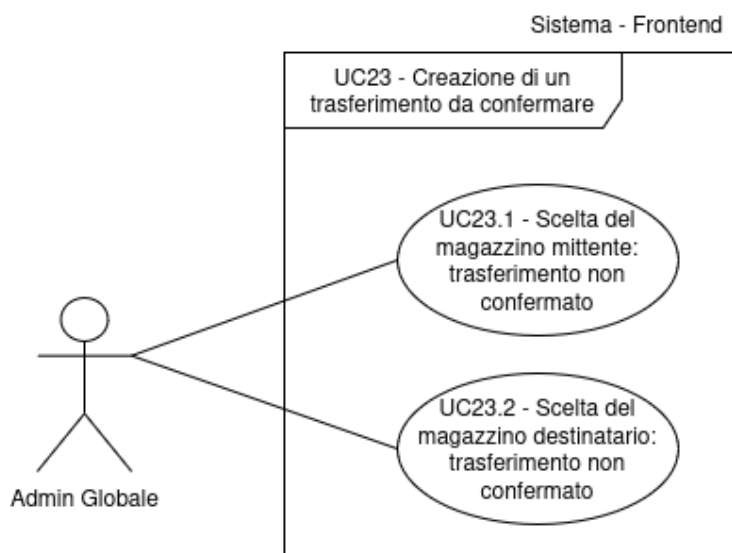 Sistema - Frontend
UC23 - Creazione di un
trasferimento da confermare
UC23.1 - Scelta del
magazzino mittente:
trasferimento non
confermato
UC23.2 - Scelta del
magazzino destinatario:
trasferimento non
confermato
Admin Globale